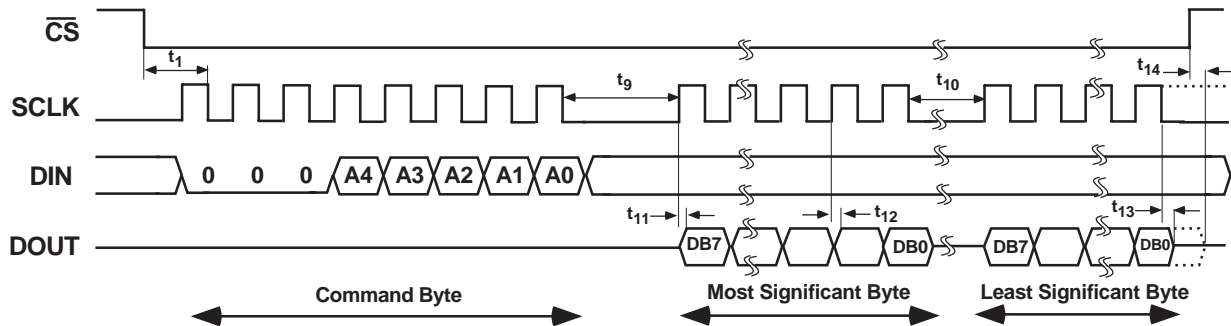 CS
t1
t9
t10
t14
SCLK
DIN
0 0 0 A4 A3 A2 A1 A0
t11
t12
t13
DOUT
DB7 DB0 DB7 DB0
Command Byte
Most Significant Byte
Least Significant Byte